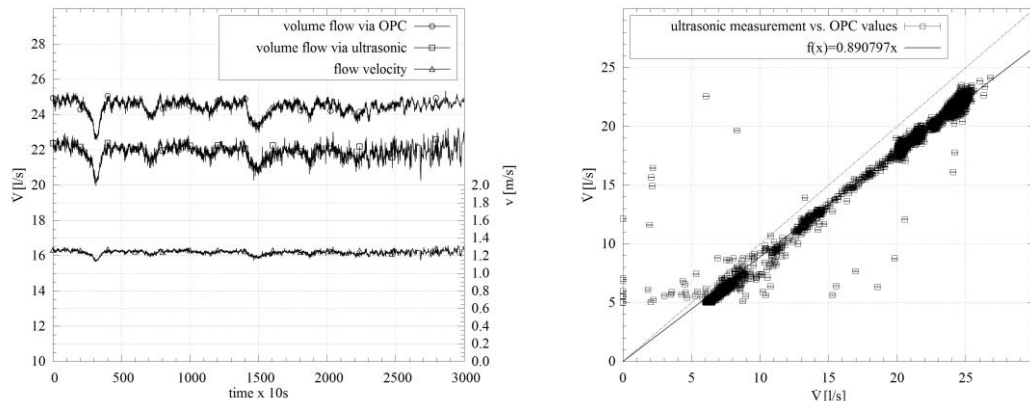 volume flow via OPC
volume flow via ultrasonic
flow velocity
28
26
24
22
20
18
16
14
12
10
V̇ [l/s]
2.0
1.8
1.6
1.4
1.2
1.0
0.8
0.6
0.4
0.2
0.0
v [m/s]
0 500 1000 1500 2000 2500 3000
time x 10s
ultrasonic measurement vs. OPC values
f(x)=0.890797x
25
20
15
10
5
0
V̇ [l/s]
0 5 10 15 20 25
V̇ [l/s]